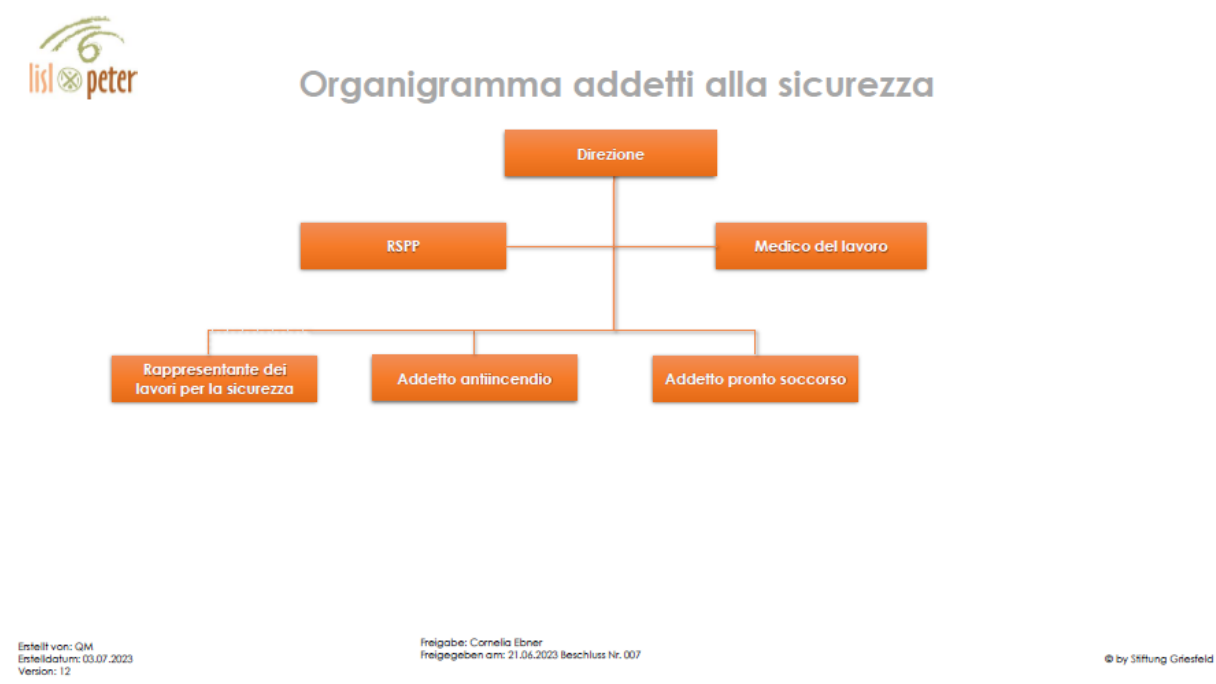 lisl peter
Organigramma addetti alla sicurezza
Direzione
RSPP
Medico del lavoro
Rappresentante dei
lavori per la sicurezza
Addetto antiincendio
Addetto pronto soccorso
Erstellt von: QM
Erstelldatum: 03.07.2023
Version: 12
Freigabe: Cornelia Ebner
Freigegeben am: 21.06.2023 Beschluss Nr. 007
© by Stiftung Griesfeld